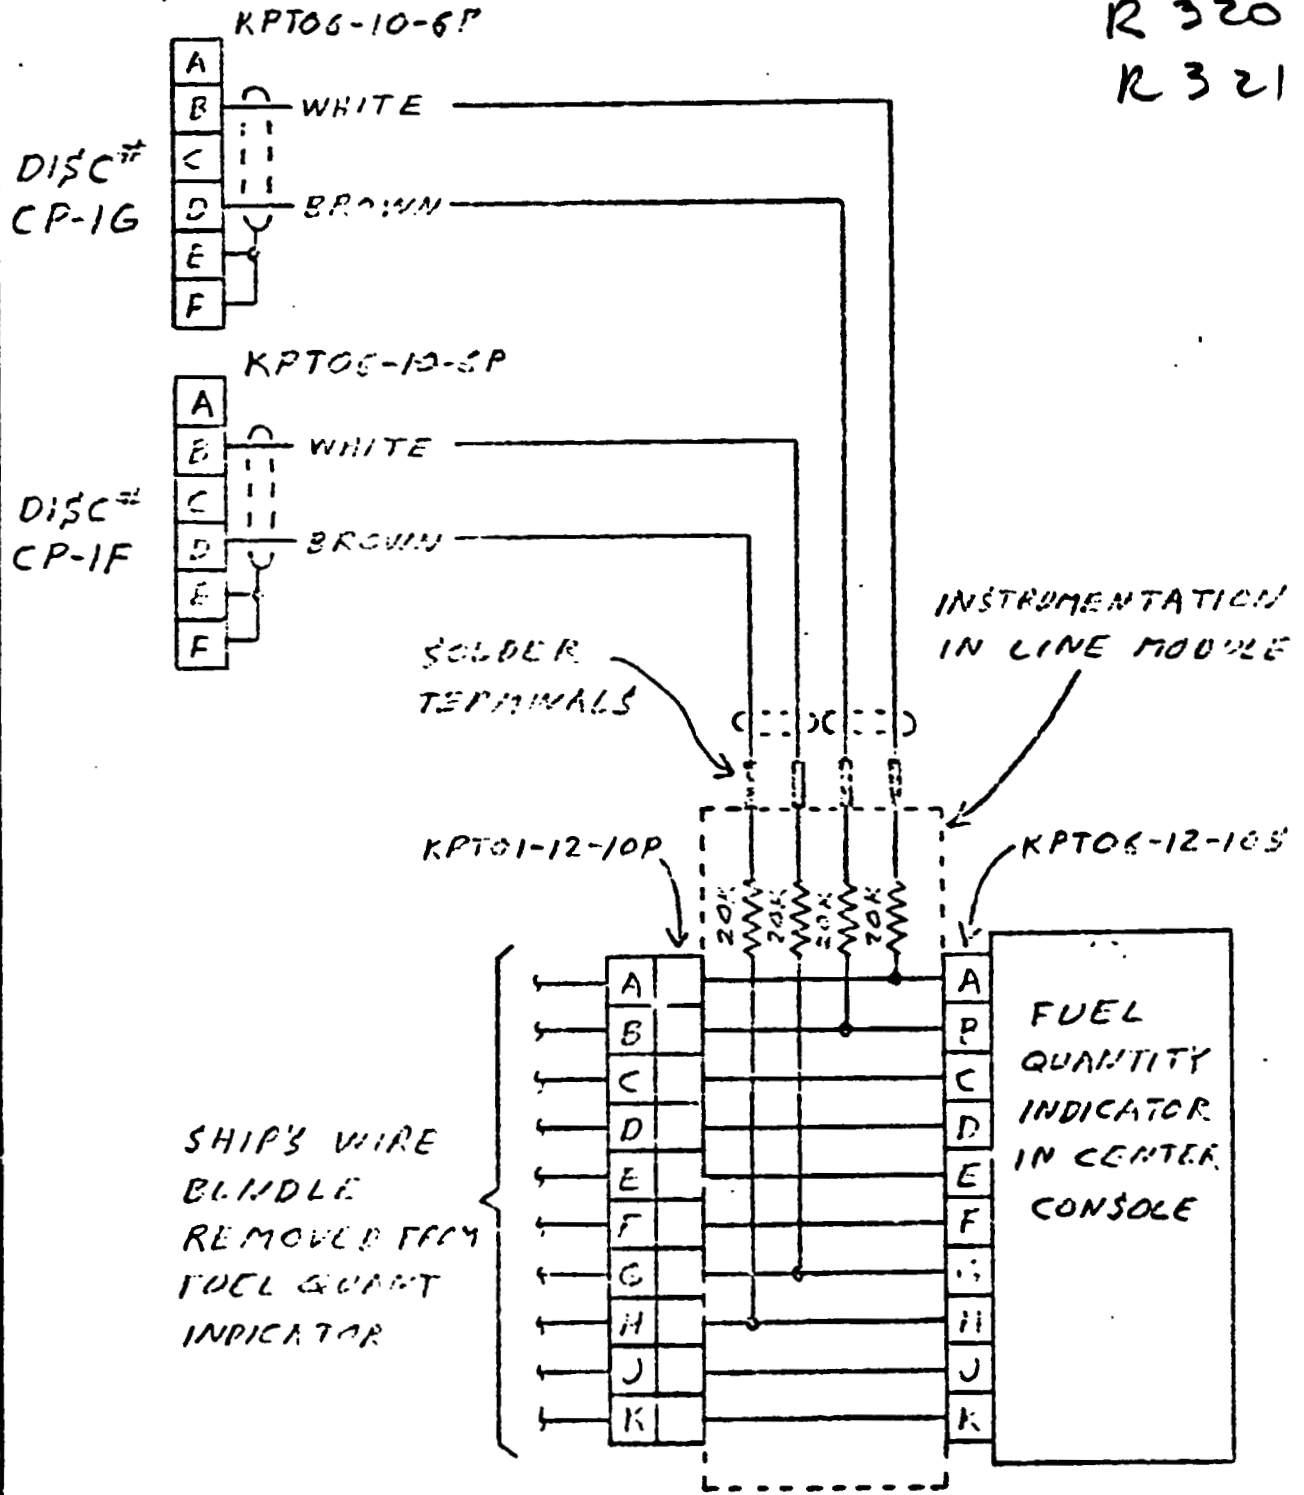 KPT06-10-6P
R 320
R 321
A
B
C
D
E
F
WHITE
BROWN
DISC#
CP-1G
KPT06-10-6P
A
B
C
D
E
F
WHITE
BROWN
DISC#
CP-1F
INSTRUMENTATION
IN LINE MODULE
SOLDER
TERMINALS
KPT01-12-10P
KPT06-12-10S
20K
20K
20K
20K
A
B
C
D
E
F
G
H
J
K
A
B
C
D
E
F
G
H
J
K
FUEL
QUANTITY
INDICATOR
IN CENTER
CONSOLE
SHIP'S WIRE
BUNDLE
REMOVED FROM
FUEL QUANT
INDICATOR